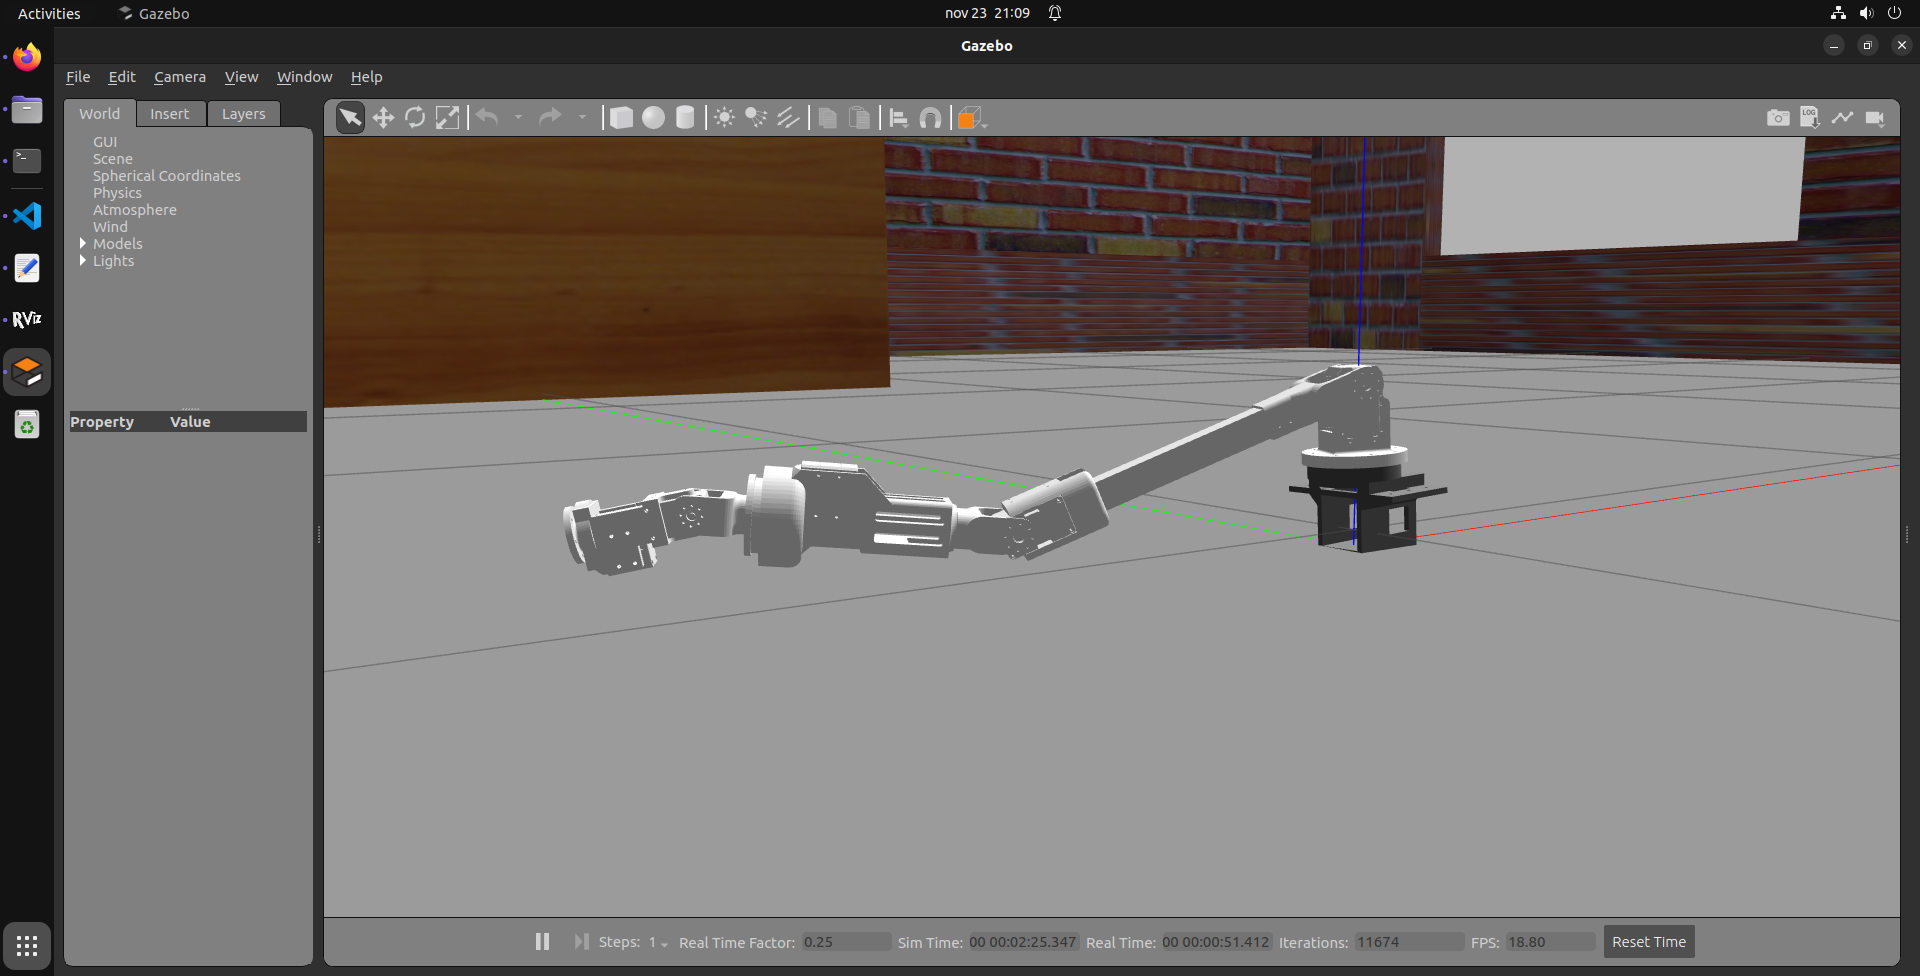 Activities Gazebo nov 23 21:09
Gazebo
File Edit Camera View Window Help
World Insert Layers
GUI
Scene
Spherical Coordinates
Physics
Atmosphere
Wind
Models
Lights
RViz
LOG
Property Value
Steps: 1 Real Time Factor: 0.25 Sim Time: 00 00:02:25.347 Real Time: 00 00:00:51.412 Iterations: 11674 FPS: 18.80 Reset Time